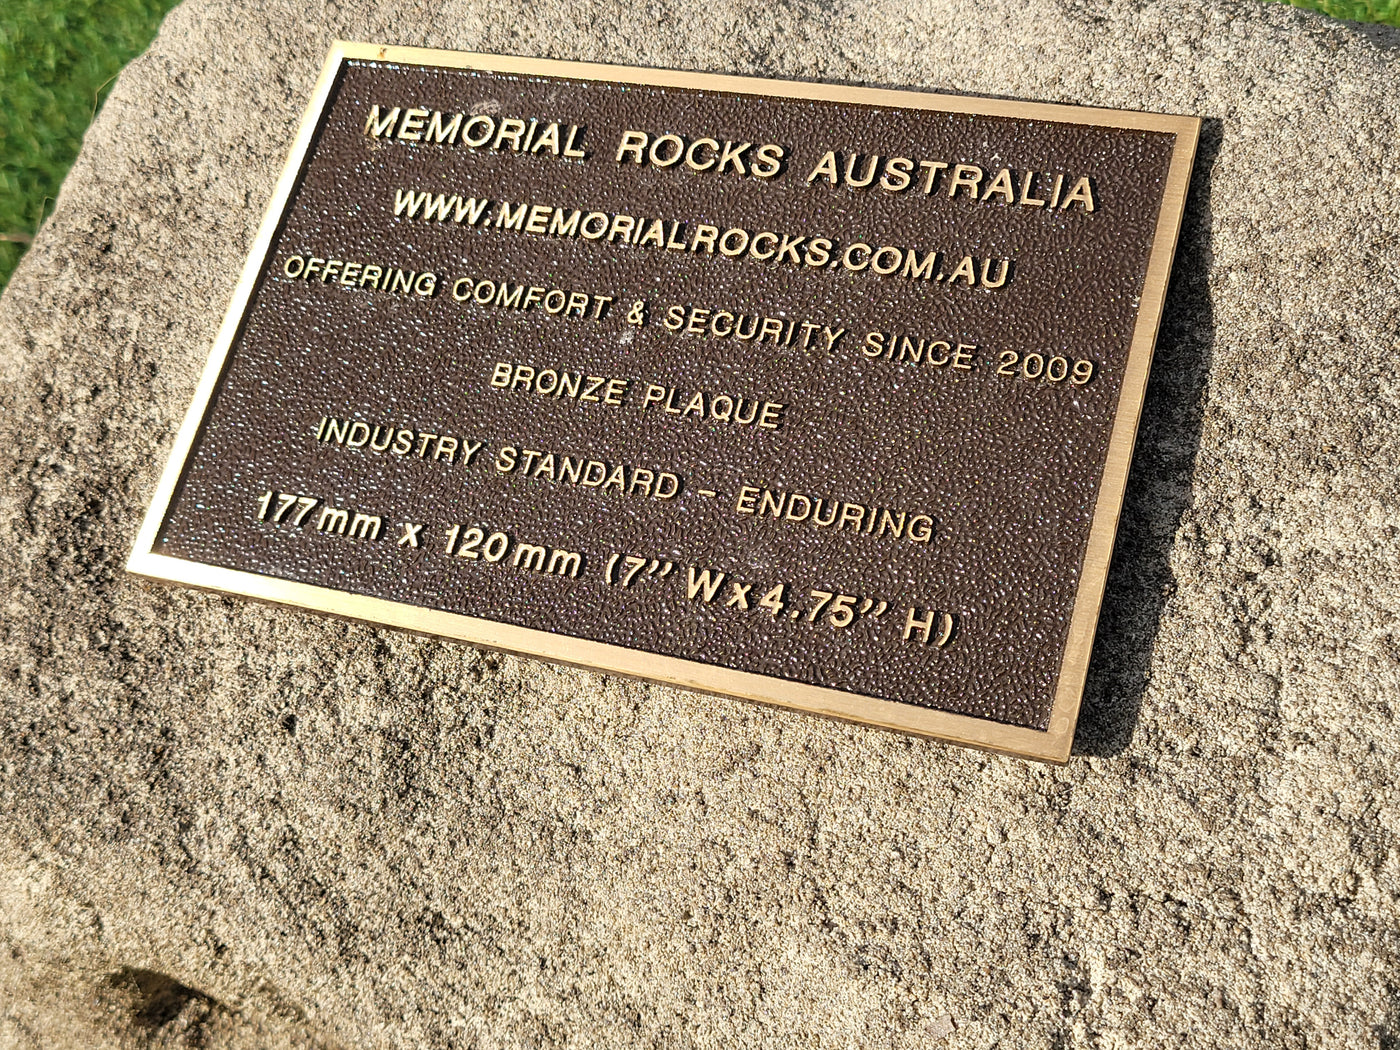 MEMORIAL ROCKS AUSTRALIA
WWW.MEMORIALROCKS.COM.AU
OFFERING COMFORT & SECURITY SINCE 2009
BRONZE PLAQUE
INDUSTRY STANDARD - ENDURING
177mm x 120mm (7” W x 4.75” H)